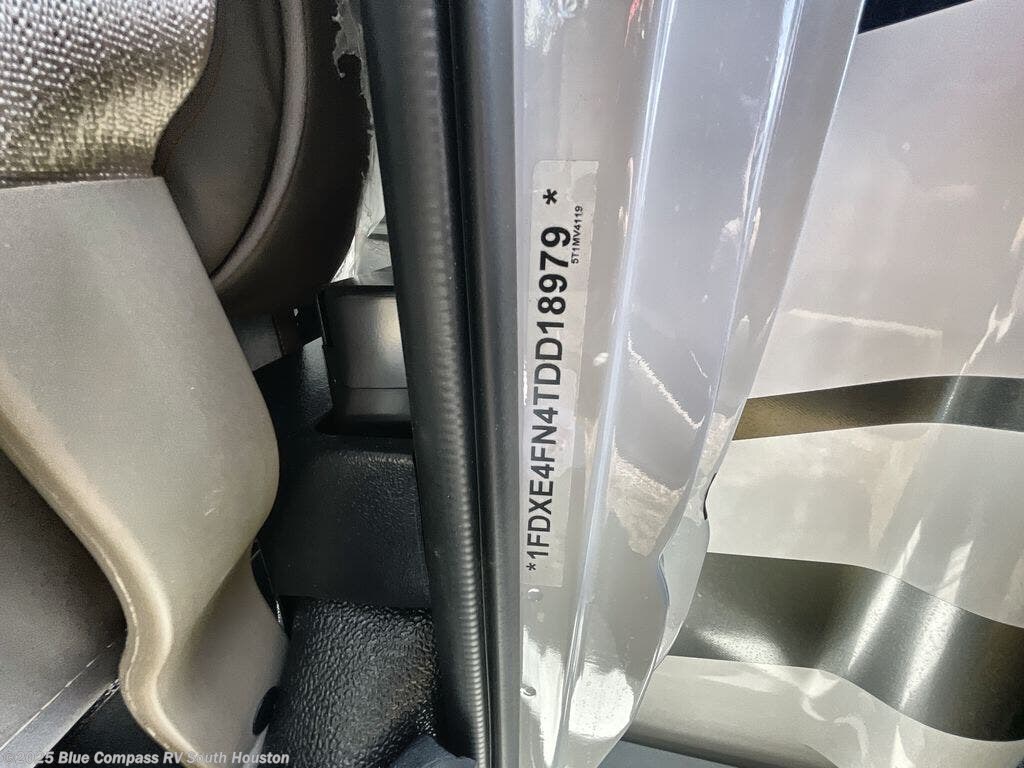 *1FDXE4FN4TDD18979 *
5T1MV4119
©2025 Blue Compass RV South Houston